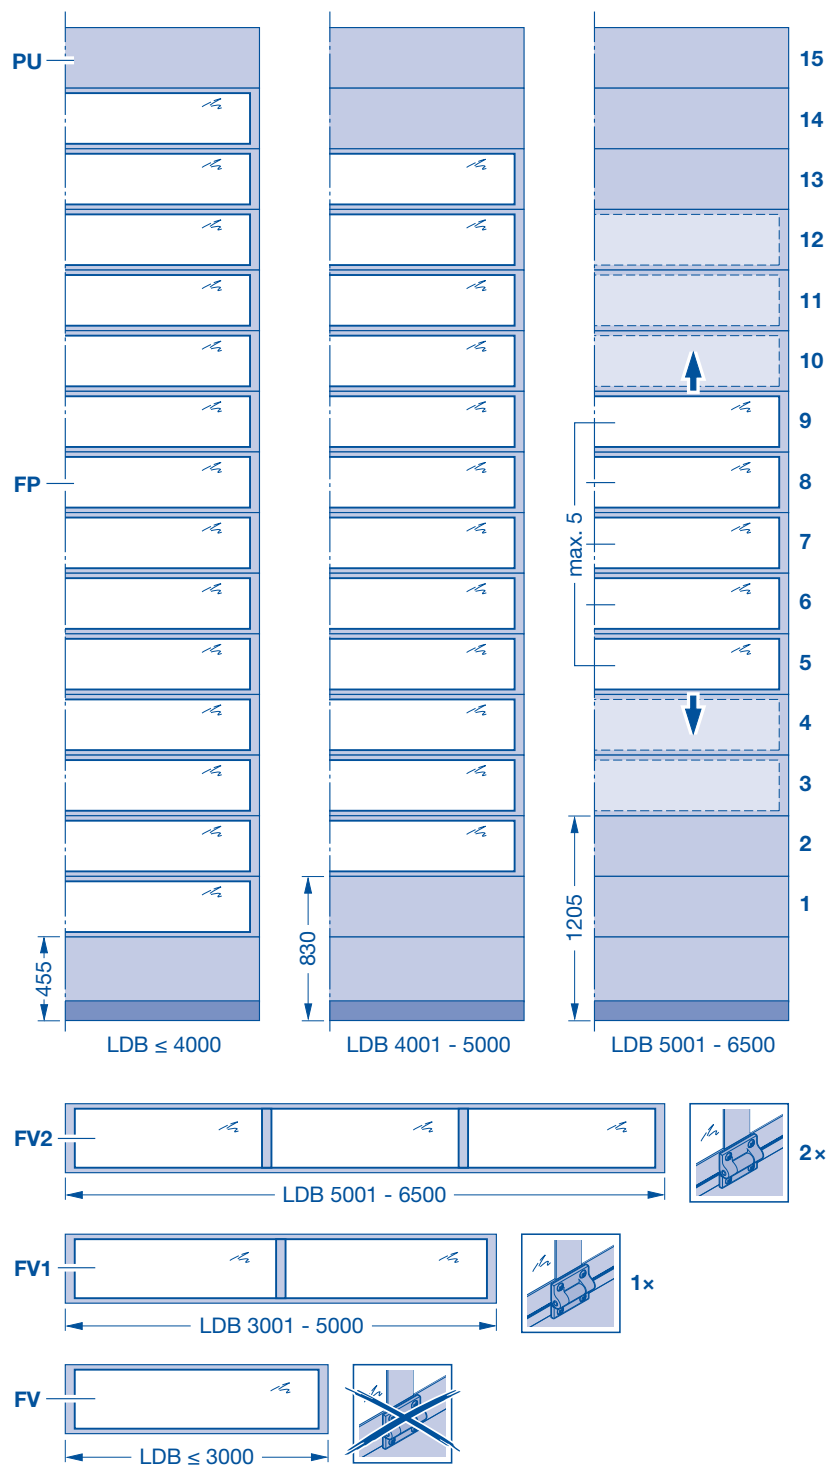 PU
15
14
13
12
11
10
9
FP
8
max. 5
7
6
5
4
3
2
1
455
830
1205
LDB ≤ 4000
LDB 4001 - 5000
LDB 5001 - 6500
FV2
2×
LDB 5001 - 6500
FV1
1×
LDB 3001 - 5000
FV
LDB ≤ 3000